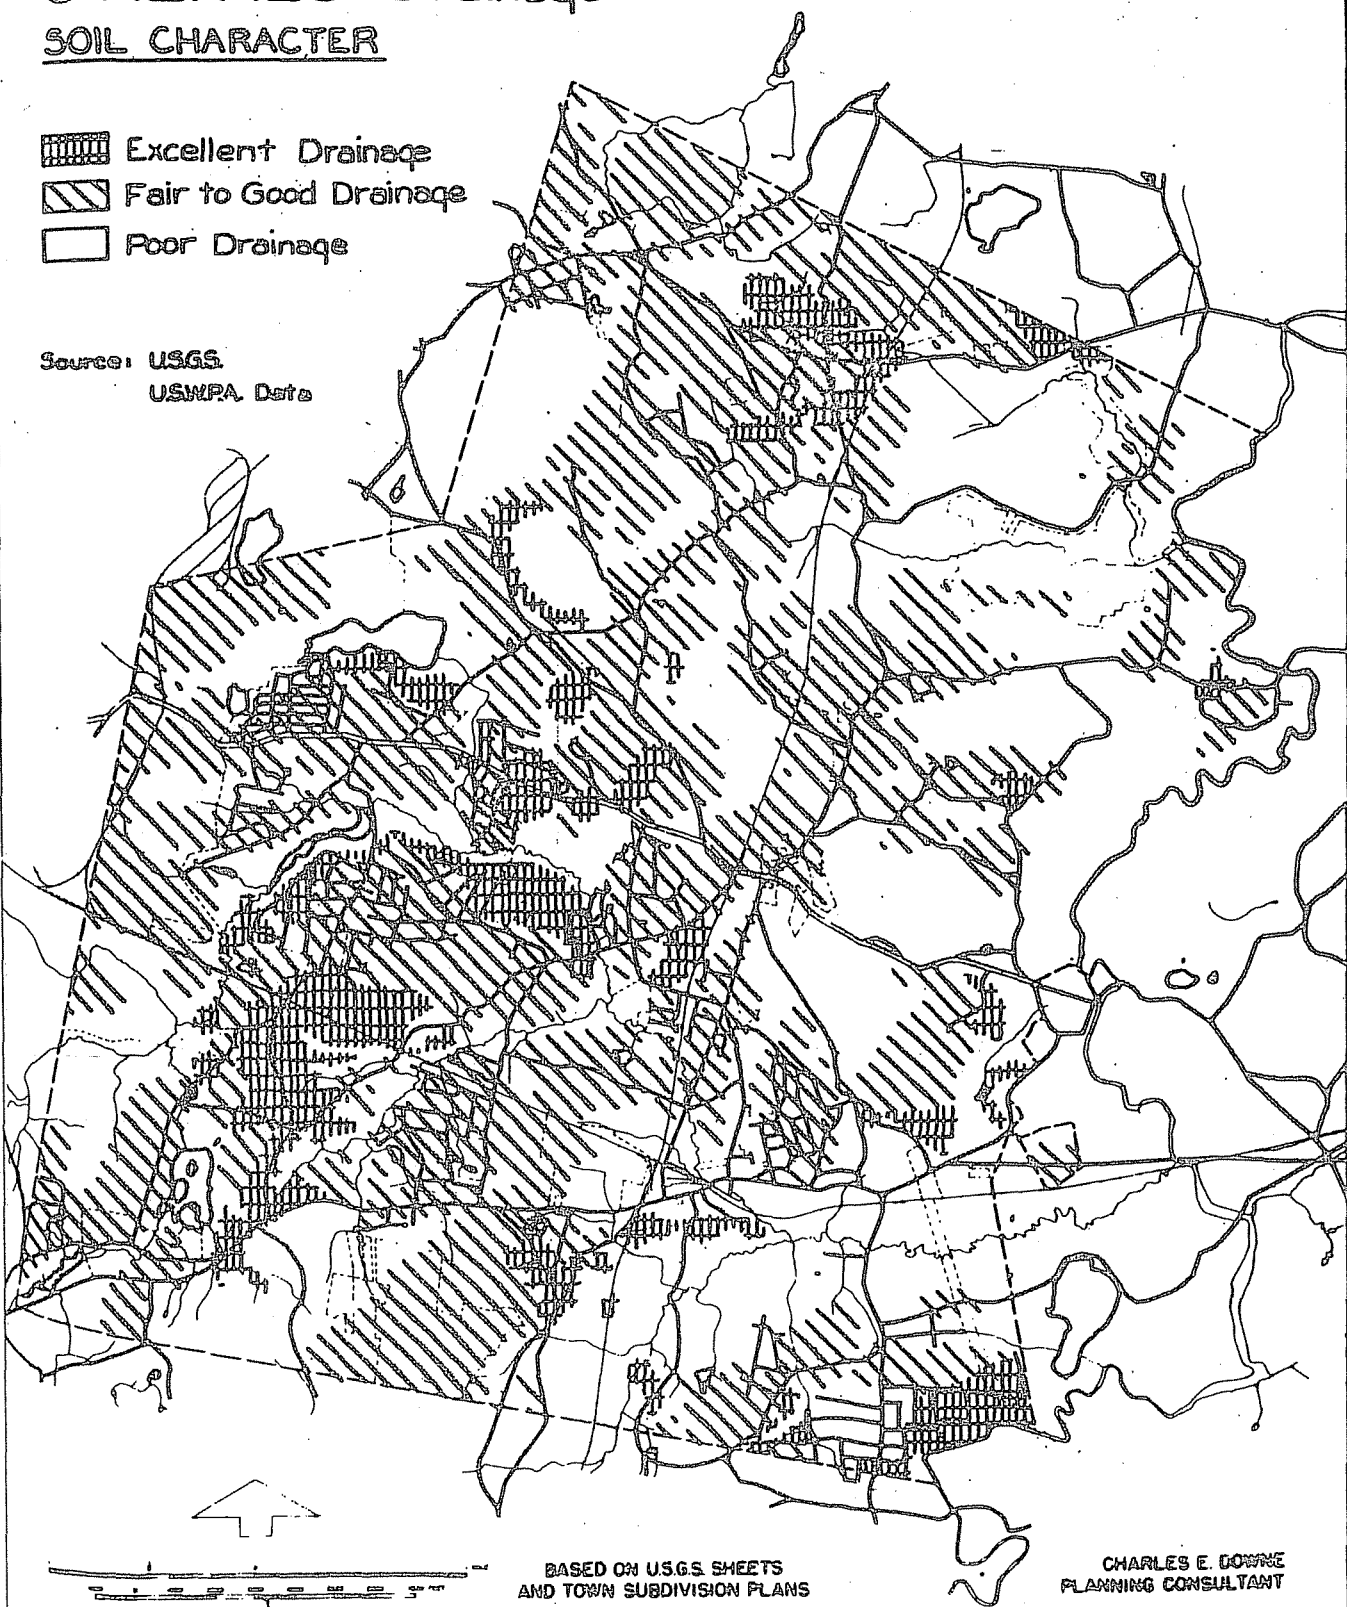 Drainage
SOIL CHARACTER
Excellent Drainage
Fair to Good Drainage
Poor Drainage
Source: U.S.G.S.
U.S.W.P.A. Data
BASED ON U.S.G.S. SHEETS
AND TOWN SUBDIVISION PLANS
CHARLES E. DOWNE
PLANNING CONSULTANT